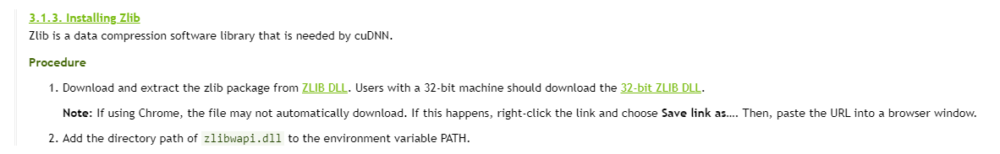 3.1.3. Installing Zlib
Zlib is a data compression software library that is needed by cuDNN.
Procedure
1. Download and extract the zlib package from ZLIB DLL. Users with a 32-bit machine should download the 32-bit ZLIB DLL.
Note: If using Chrome, the file may not automatically download. If this happens, right-click the link and choose Save link as.... Then, paste the URL into a browser window.
2. Add the directory path of zlibwapi.dll to the environment variable PATH.